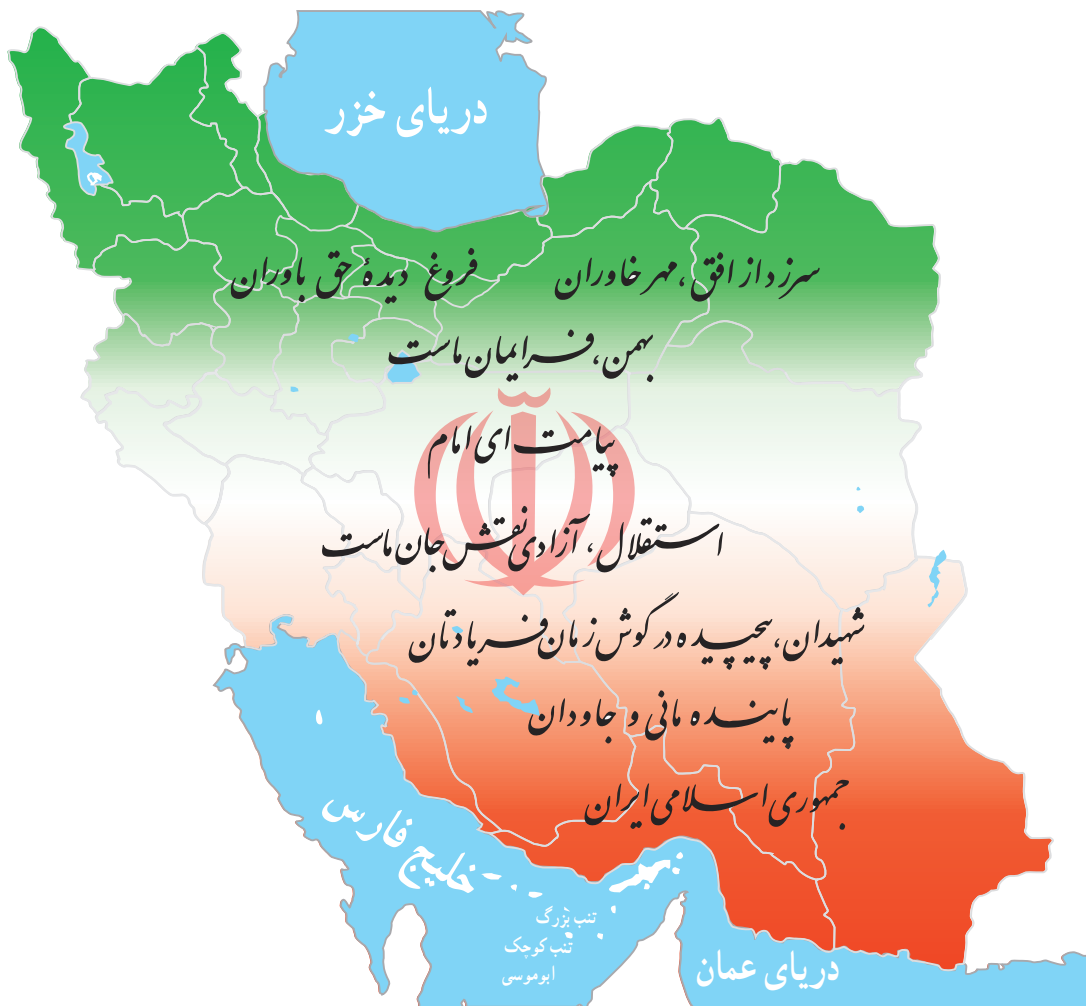 دریای خزر
سر زد از افق، مهر خاوران فروغ دیدهٔ حق باوران
بهمن، فر ایمان ماست
پیامت ای امام
استقلال، آزادی نقش جان ماست
شهیدان، پیچیده در گوش زمان فریادتان
پاینده مانی و جاودان
جمهوری اسلامی ایران
خلیج فارس
تنب بزرگ
تنب کوچک
ابوموسی
دریای عمان